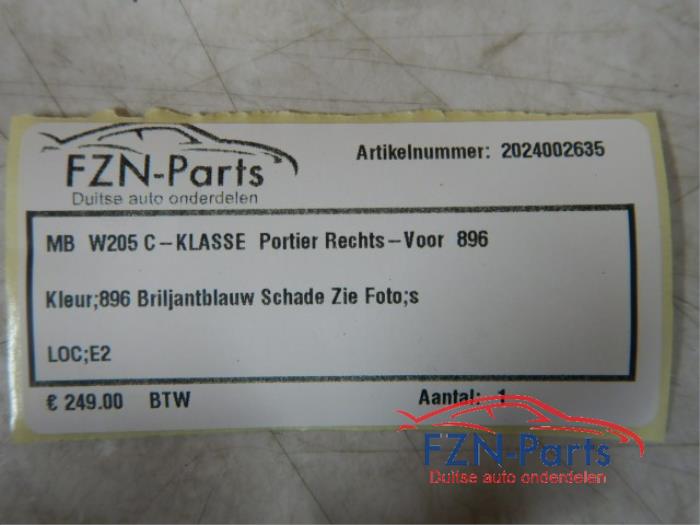 FZN-Parts
Duitse auto onderdelen
Artikelnummer: 2024002635
MB W205 C-KLASSE Portier Rechts-Voor 896
Kleur;896 Briljantblauw Schade Zie Foto;s
LOC;E2
€ 249.00 BTW
Aantal: 1
FZN-Parts
Duitse auto onderdelen